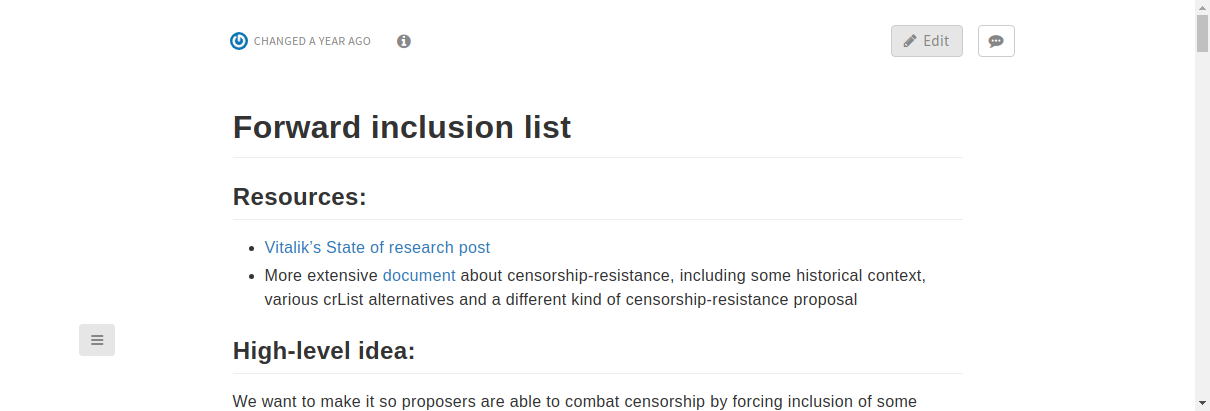 CHANGED A YEAR AGO
Edit
Forward inclusion list
Resources:
Vitalik’s State of research post
More extensive document about censorship-resistance, including some historical context,
various crList alternatives and a different kind of censorship-resistance proposal
High-level idea:
We want to make it so proposers are able to combat censorship by forcing inclusion of some